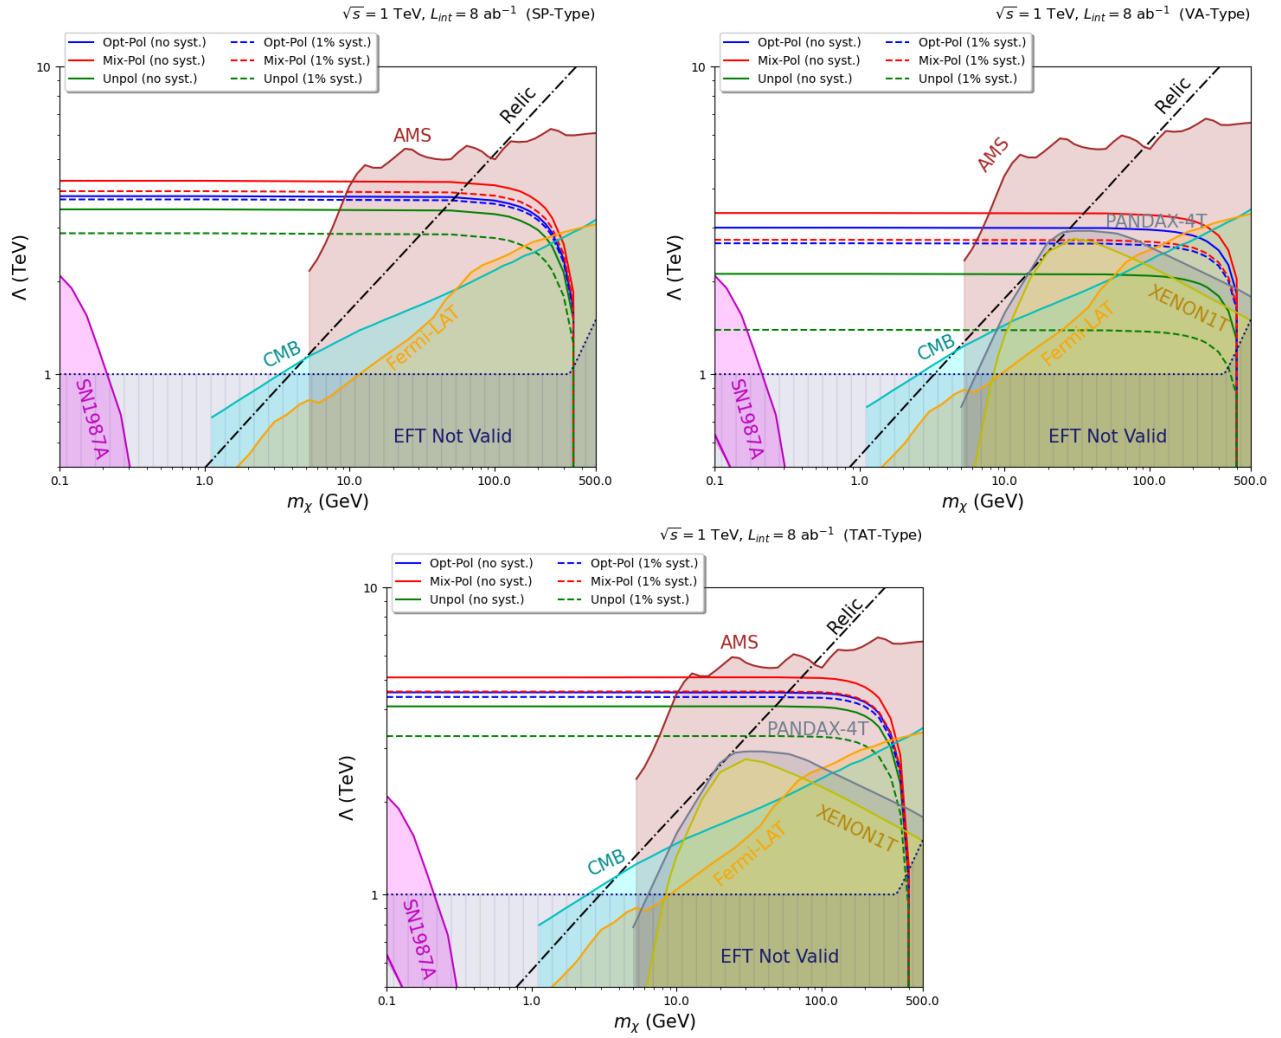 √s = 1 TeV, L_int = 8 ab⁻¹ (SP-Type)
Opt-Pol (no syst.) Opt-Pol (1% syst.)
Mix-Pol (no syst.) Mix-Pol (1% syst.)
Unpol (no syst.) Unpol (1% syst.)
10
1
Λ (TeV)
AMS
Relic
CMB
Fermi-LAT
SN1987A
EFT Not Valid
0.1 1.0 10.0 100.0 500.0
m_χ (GeV)
√s = 1 TeV, L_int = 8 ab⁻¹ (VA-Type)
Opt-Pol (no syst.) Opt-Pol (1% syst.)
Mix-Pol (no syst.) Mix-Pol (1% syst.)
Unpol (no syst.) Unpol (1% syst.)
10
1
Λ (TeV)
Relic
AMS
PANDAX-4T
XENON1T
CMB
Fermi-LAT
SN1987A
EFT Not Valid
0.1 1.0 10.0 100.0 500.0
m_χ (GeV)
√s = 1 TeV, L_int = 8 ab⁻¹ (TAT-Type)
Opt-Pol (no syst.) Opt-Pol (1% syst.)
Mix-Pol (no syst.) Mix-Pol (1% syst.)
Unpol (no syst.) Unpol (1% syst.)
10
1
Λ (TeV)
Relic
AMS
PANDAX-4T
XENON1T
CMB
Fermi-LAT
SN1987A
EFT Not Valid
0.1 1.0 10.0 100.0 500.0
m_χ (GeV)